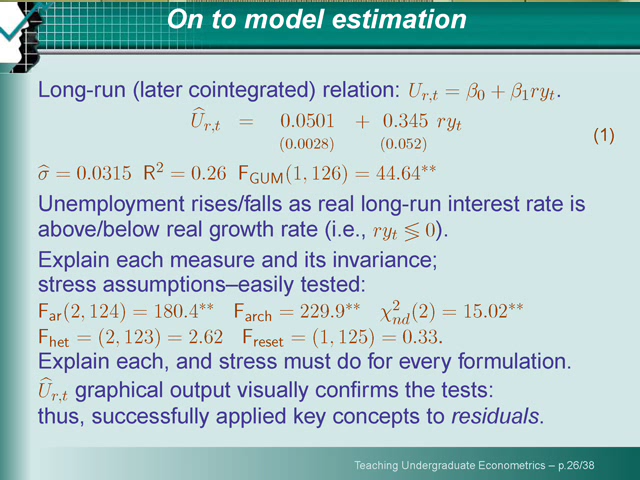 On to model estimation
Long-run (later cointegrated) relation: U_{r,t} = β_0 + β_1 ry_t.
Û_{r,t} = 0.0501 + 0.345 ry_t
(0.0028) (0.052)
(1)
σ̂ = 0.0315 R² = 0.26 F_GUM(1, 126) = 44.64**
Unemployment rises/falls as real long-run interest rate is
above/below real growth rate (i.e., ry_t ≶ 0).
Explain each measure and its invariance;
stress assumptions–easily tested:
F_ar(2, 124) = 180.4** F_arch = 229.9** χ²_nd(2) = 15.02**
F_het = (2, 123) = 2.62 F_reset = (1, 125) = 0.33.
Explain each, and stress must do for every formulation.
Û_{r,t} graphical output visually confirms the tests:
thus, successfully applied key concepts to residuals.
Teaching Undergraduate Econometrics – p.26/38